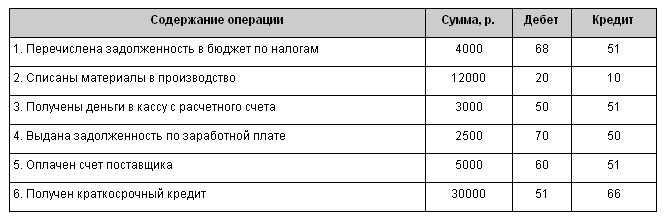 Содержание операции Сумма, р. Дебет Кредит
1. Перечислена задолженность в бюджет по налогам 4000 68 51
2. Списаны материалы в производство 12000 20 10
3. Получены деньги в кассу с расчетного счета 3000 50 51
4. Выдана задолженность по заработной плате 2500 70 50
5. Оплачен счет поставщика 5000 60 51
6. Получен краткосрочный кредит 30000 51 66